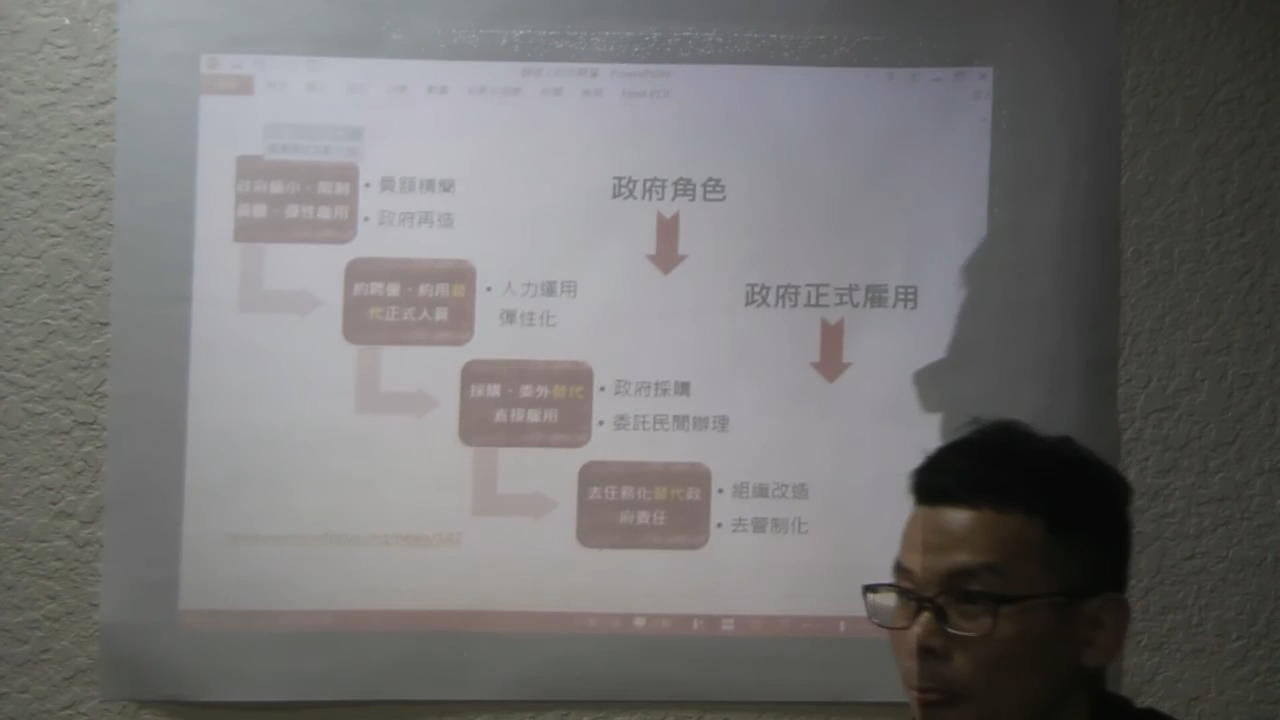 政府角色
政府縮小、限制
員額、彈性雇用
• 員額精簡
• 政府再造
政府正式雇用
約聘僱、約用替
代正式人員
• 人力運用
彈性化
採購、委外替代
直接雇用
• 政府採購
• 委託民間辦理
去任務化替代政
府責任
• 組織改造
• 去管制化